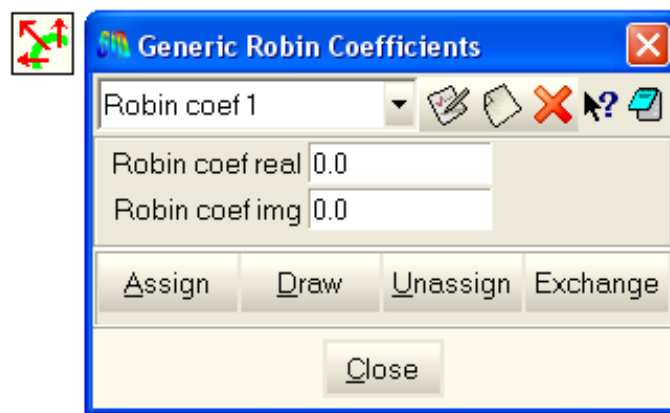 Generic Robin Coefficients
Robin coef 1
Robin coef real 0.0
Robin coef img 0.0
Assign Draw Unassign Exchange
Close